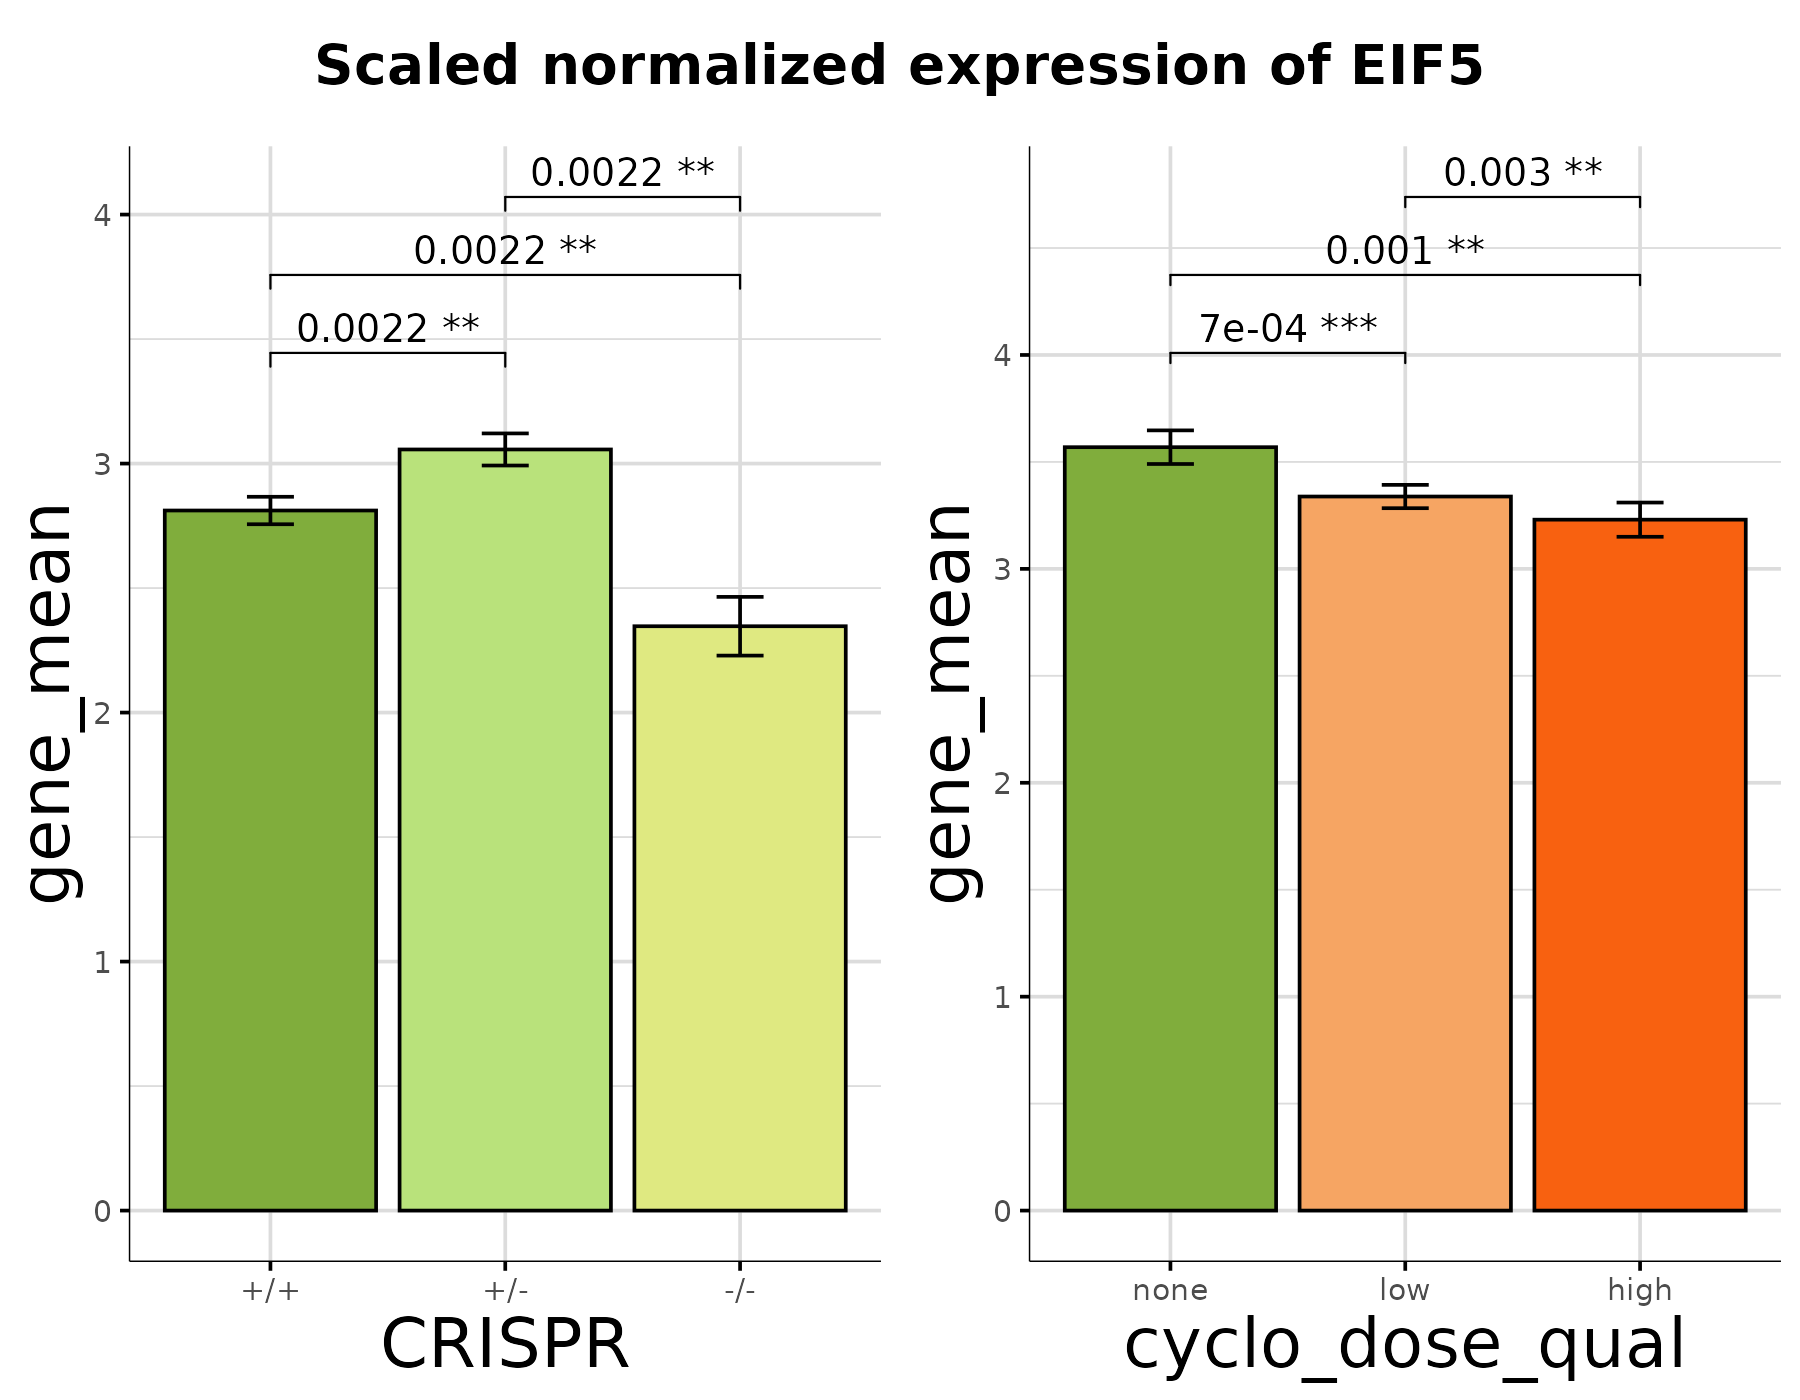 Scaled normalized expression of EIF5
gene_mean
4
3
2
1
0
0.0022 **
0.0022 **
0.0022 **
+/+
+/-
-/-
CRISPR
gene_mean
4
3
2
1
0
0.003 **
0.001 **
7e-04 ***
none
low
high
cyclo_dose_qual